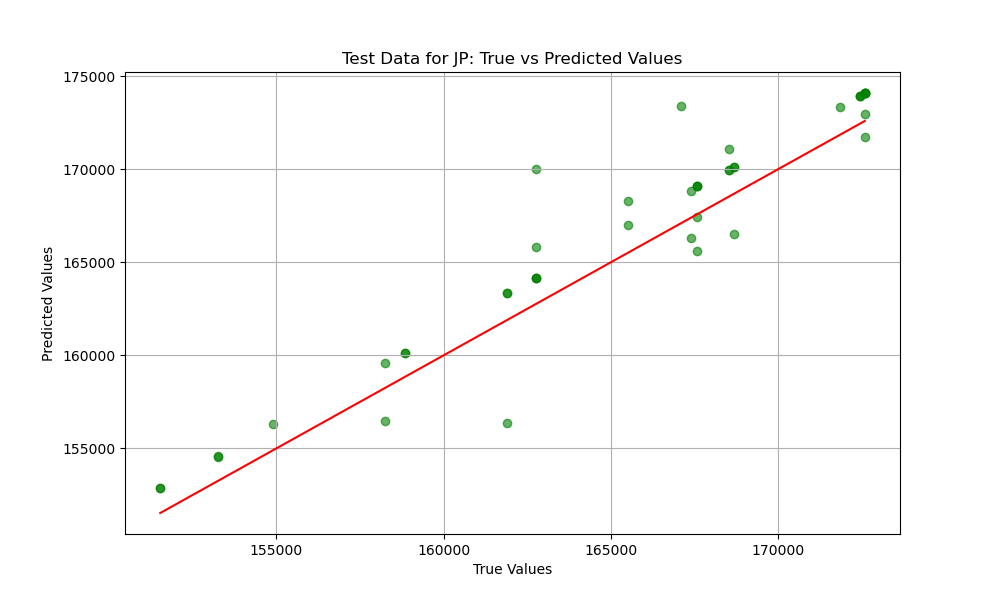 Test Data for JP: True vs Predicted Values
175000
170000
165000
160000
155000
Predicted Values
155000 160000 165000 170000
True Values